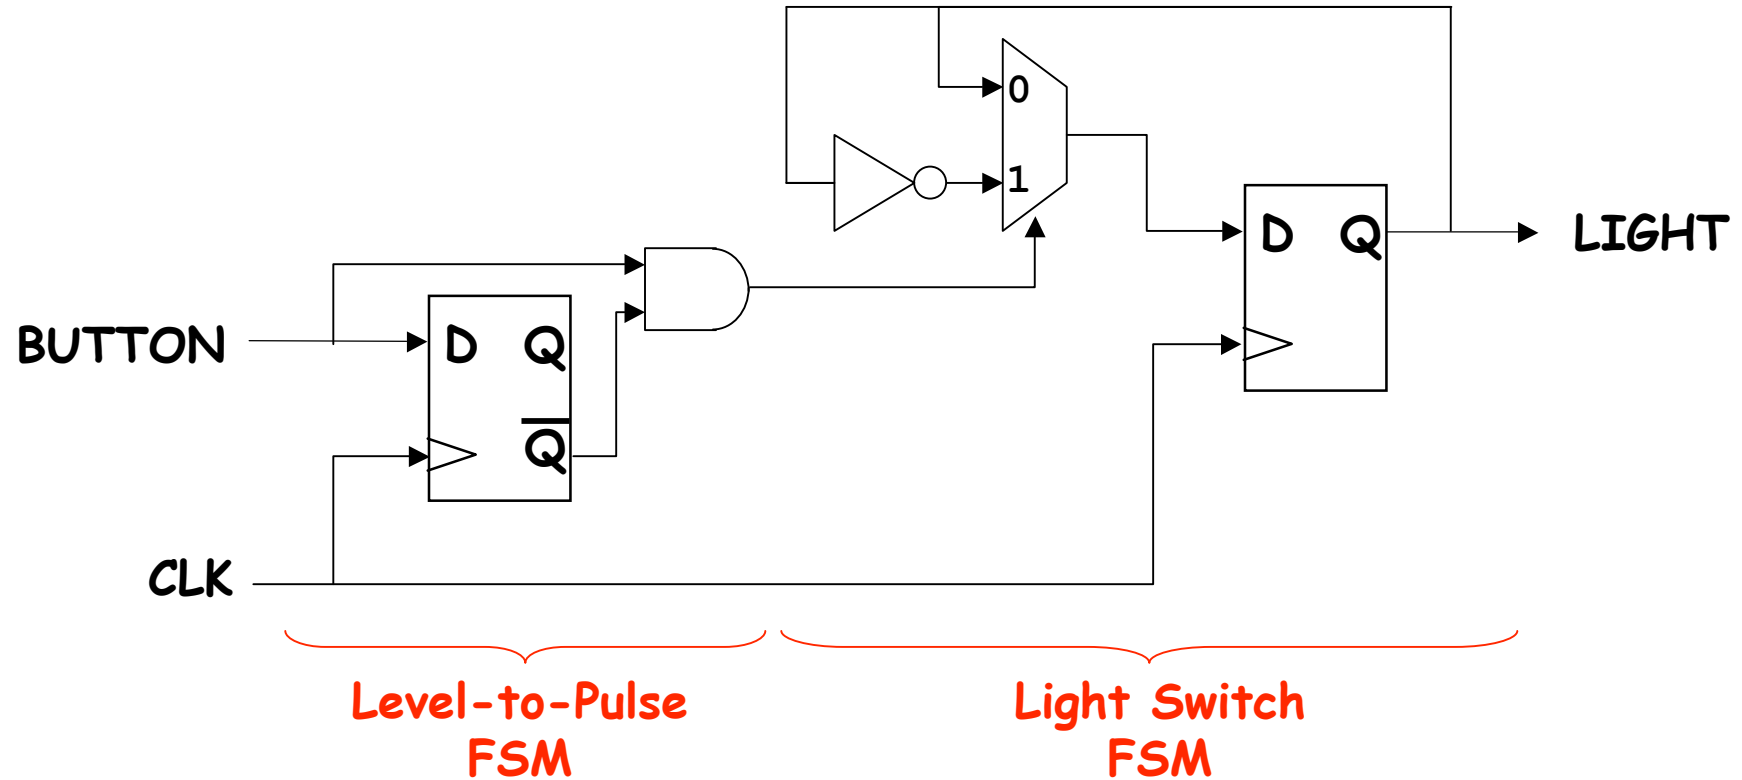 0
1
D Q
LIGHT
BUTTON
D Q
Q̅
CLK
Level-to-Pulse
FSM
Light Switch
FSM